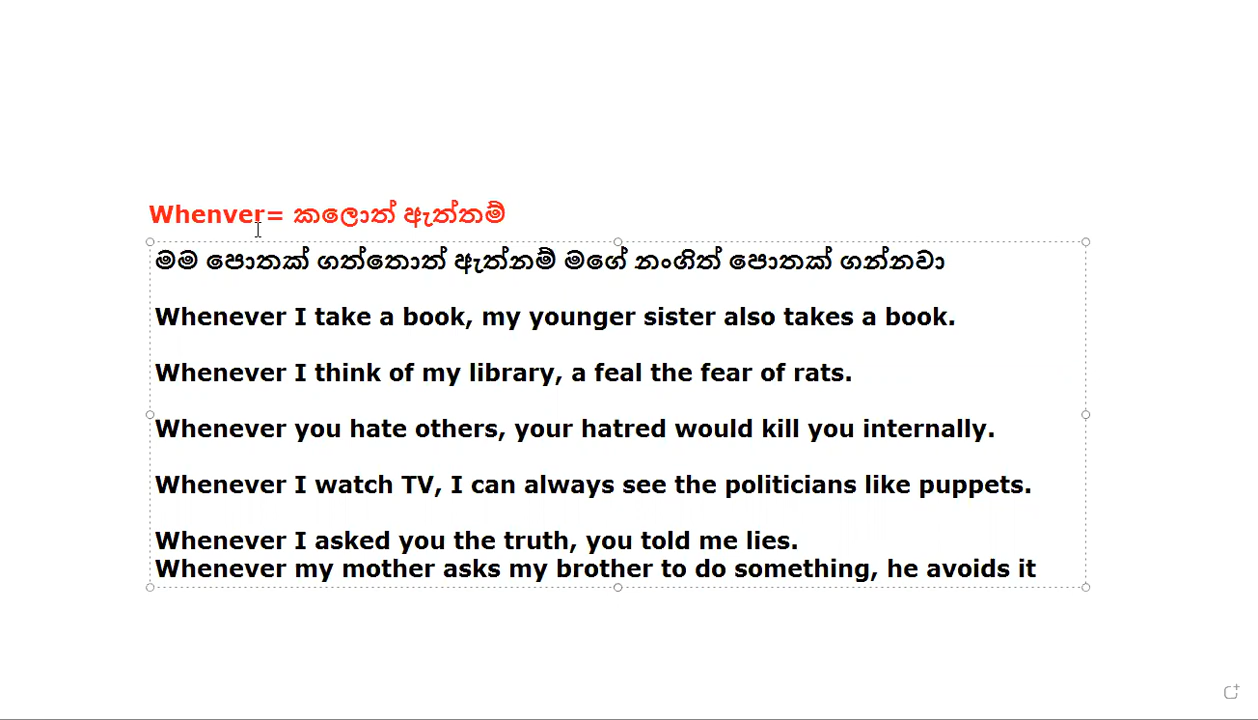 Whenver= කලොත් ඇත්තම්
මම පොතක් ගත්තොත් ඇත්නම් මගේ නංගිත් පොතක් ගන්නවා
Whenever I take a book, my younger sister also takes a book.
Whenever I think of my library, a feal the fear of rats.
Whenever you hate others, your hatred would kill you internally.
Whenever I watch TV, I can always see the politicians like puppets.
Whenever I asked you the truth, you told me lies.
Whenever my mother asks my brother to do something, he avoids it